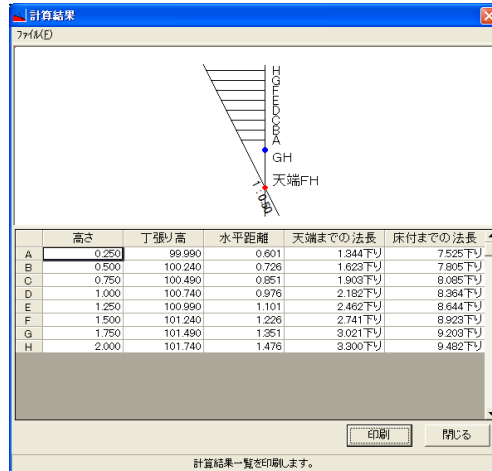 計算結果
ファイル(F)
H
G
F
E
D
C
B
A
GH
天端FH
1:0.50
高さ 丁張り高 水平距離 天端までの法長 床付までの法長
A 0.250 99.990 0.601 1.344下り 7.525下り
B 0.500 100.240 0.726 1.623下り 7.805下り
C 0.750 100.490 0.851 1.903下り 8.085下り
D 1.000 100.740 0.976 2.182下り 8.364下り
E 1.250 100.990 1.101 2.462下り 8.644下り
F 1.500 101.240 1.226 2.741下り 8.923下り
G 1.750 101.490 1.351 3.021下り 9.203下り
H 2.000 101.740 1.476 3.300下り 9.482下り
印刷 閉じる
計算結果一覧を印刷します。